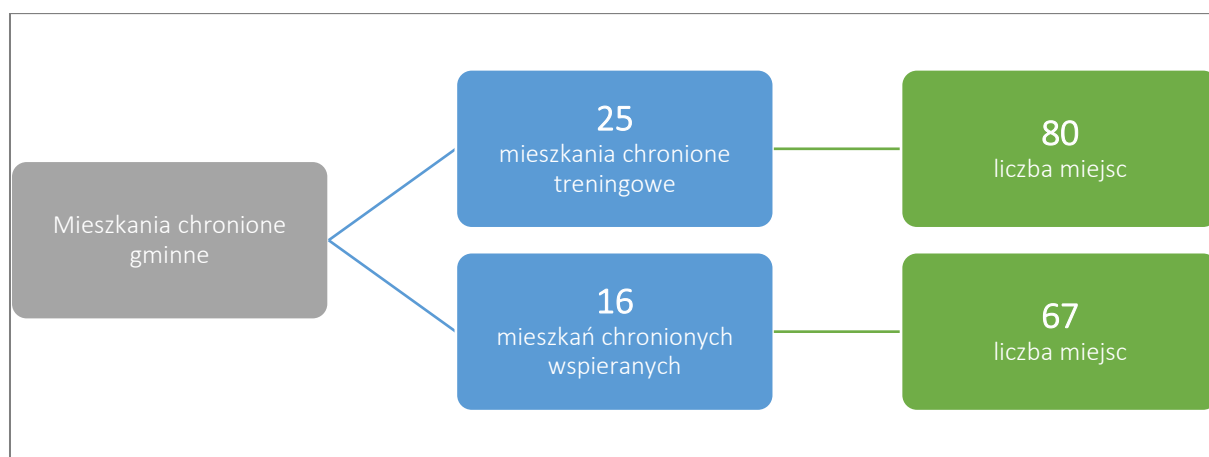 Mieszkania chronione
gminne
25
mieszkania chronione
treningowe
80
liczba miejsc
16
mieszkań chronionych
wspieranych
67
liczba miejsc